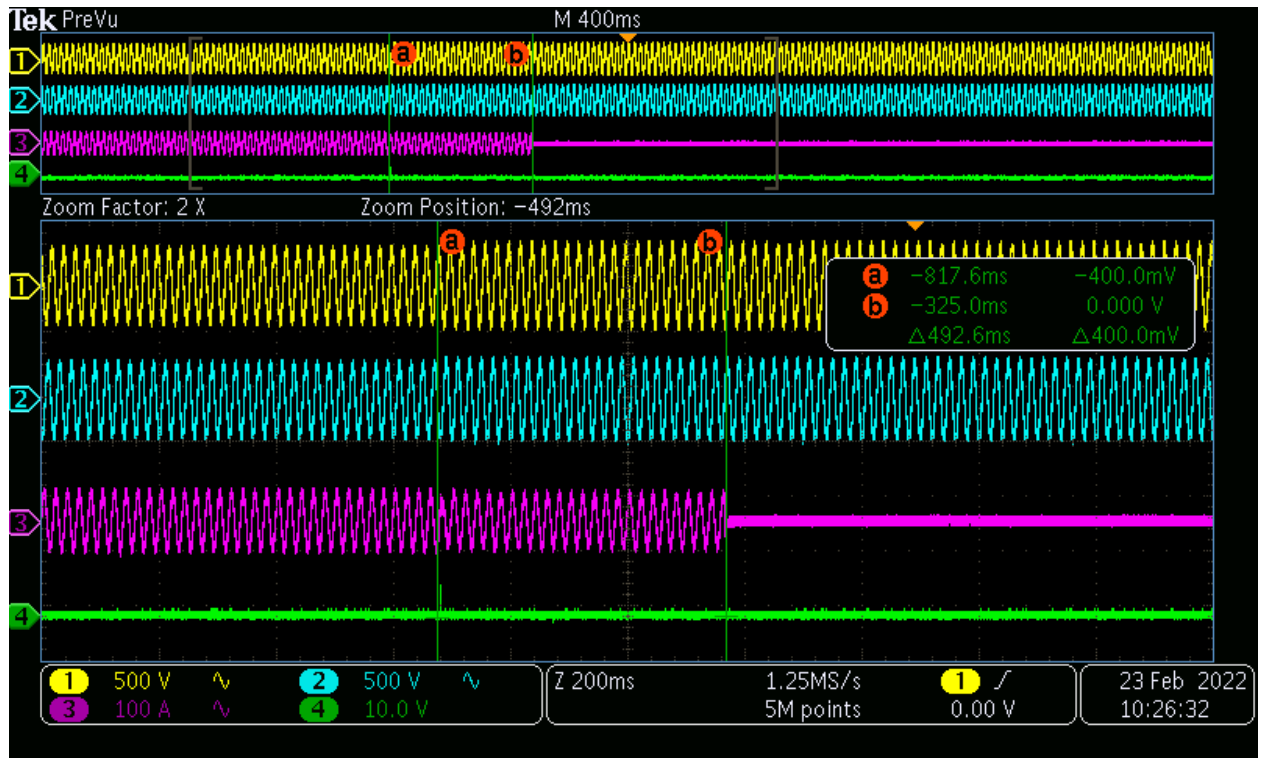 Tek PreVu M 400ms
a b
1
2
3
4
Zoom Factor: 2 X Zoom Position: −492ms
a b
1
a −817.6ms −400.0mV
b −325.0ms 0.000 V
△492.6ms △400.0mV
2
3
4
1 500 V 2 500 V Z 200ms 1.25MS/s 1 23 Feb 2022
3 100 A 4 10.0 V 5M points 0.00 V 10:26:32